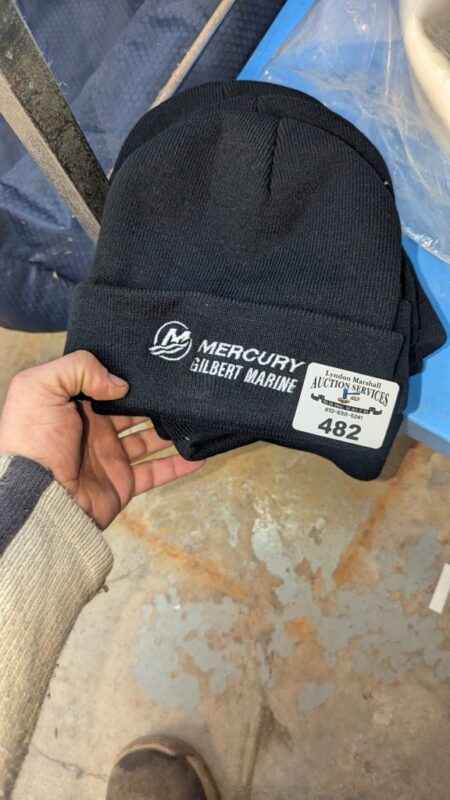 MERCURY
GILBERT MARINE
Lyndon Marshall
AUCTION SERVICES
482